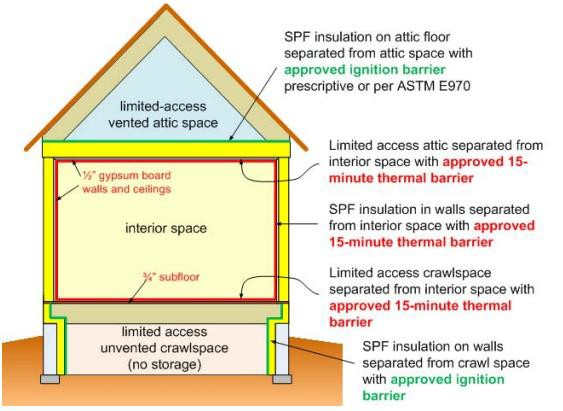 SPF insulation on attic floor
separated from attic space with
approved ignition barrier
prescriptive or per ASTM E970
limited-access
vented attic space
Limited access attic separated from
interior space with approved 15-
minute thermal barrier
½" gypsum board
walls and ceilings
SPF insulation in walls separated
from interior space with approved
15-minute thermal barrier
interior space
Limited access crawlspace
separated from interior space with
approved 15-minute thermal
barrier
¾" subfloor
limited access
unvented crawlspace
(no storage)
SPF insulation on walls
separated from crawl space
with approved ignition
barrier